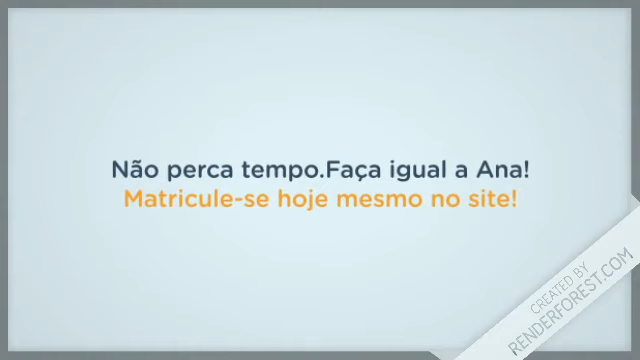 Não perca tempo.Faça igual a Ana!
Matricule-se hoje mesmo no site!
CREATED BY
RENDERFOREST.COM